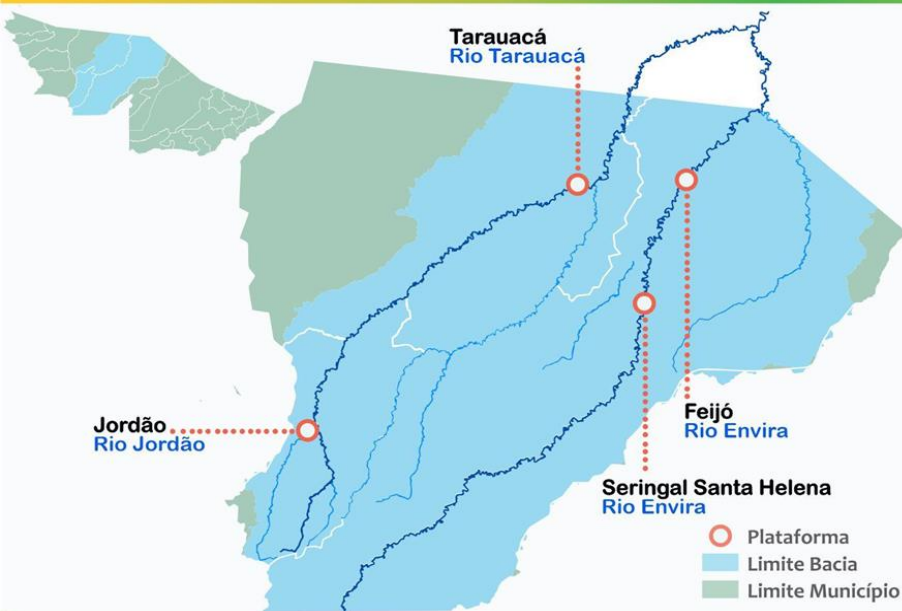 Tarauacá
Rio Tarauacá
Jordão
Rio Jordão
Feijó
Rio Envira
Seringal Santa Helena
Rio Envira
Plataforma
Limite Bacia
Limite Município